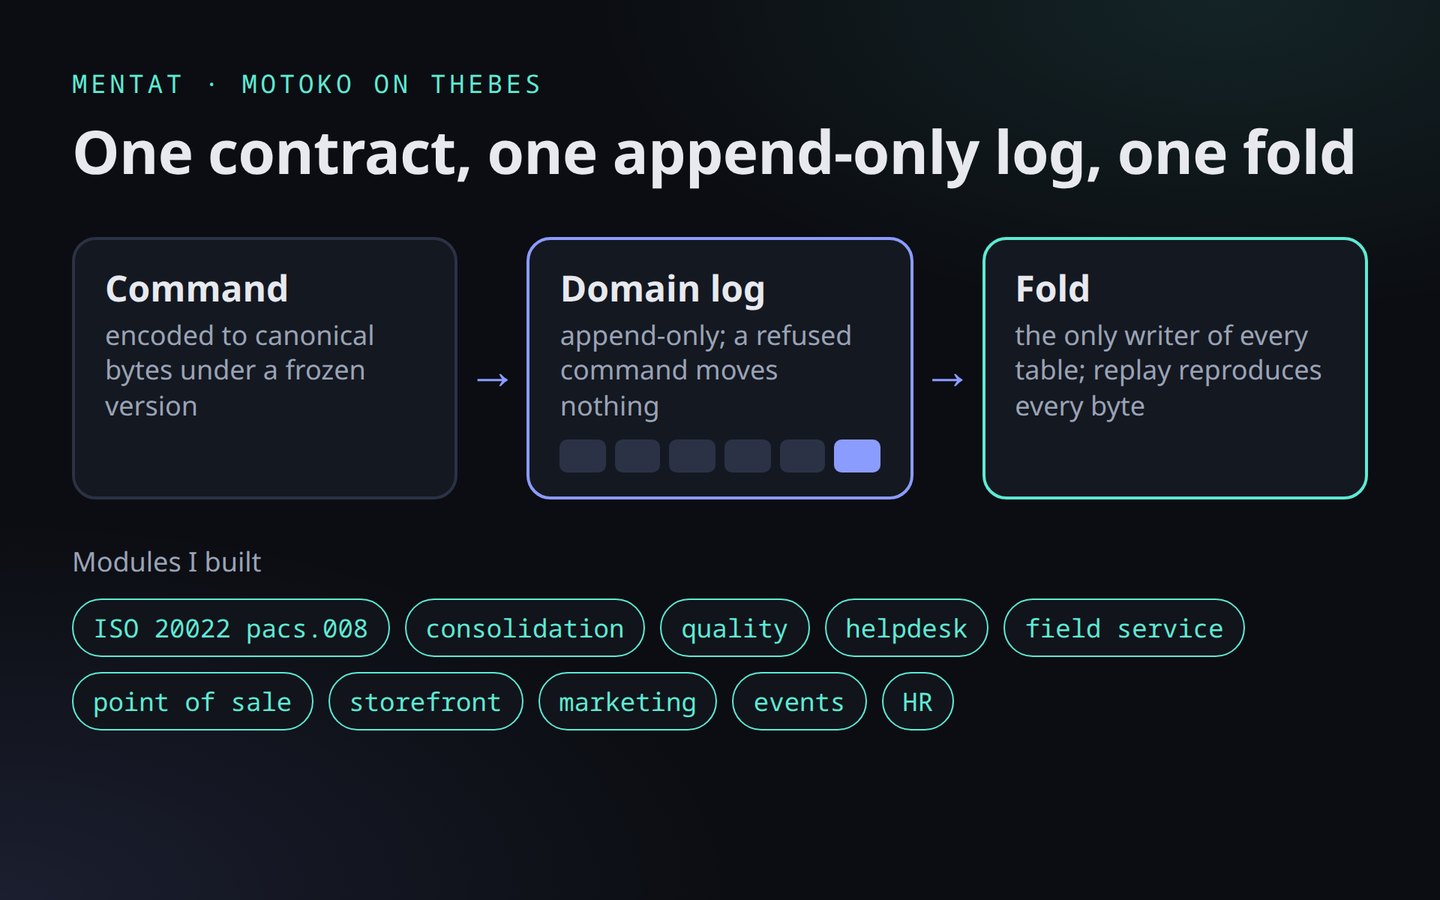 MENTAT · MOTOKO ON THEBES
One contract, one append-only log, one fold
Command
encoded to canonical
bytes under a frozen
version
→
Domain log
append-only; a refused
command moves
nothing
→
Fold
the only writer of every
table; replay reproduces
every byte
Modules I built
ISO 20022 pacs.008
consolidation
quality
helpdesk
field service
point of sale
storefront
marketing
events
HR